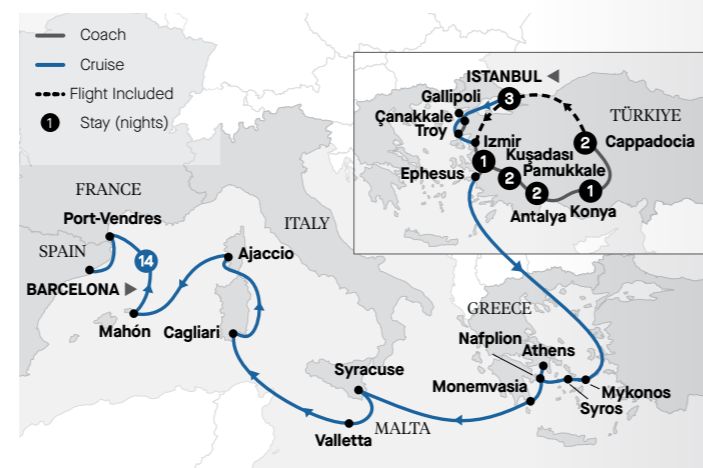 Coach
Cruise
Flight Included
1 Stay (nights)
ISTANBUL
Gallipoli
3
TÜRKIYE
Çanakkale
Troy
Izmir
2
Cappadocia
1
Kuşadası
Ephesus
2
Pamukkale
2
1
Antalya
Konya
FRANCE
Port-Vendres
ITALY
SPAIN
14
Ajaccio
BARCELONA
Mahón
Cagliari
GREECE
Nafplion
Athens
Syracuse
Monemvasia
Mykonos
Syros
Valletta
MALTA